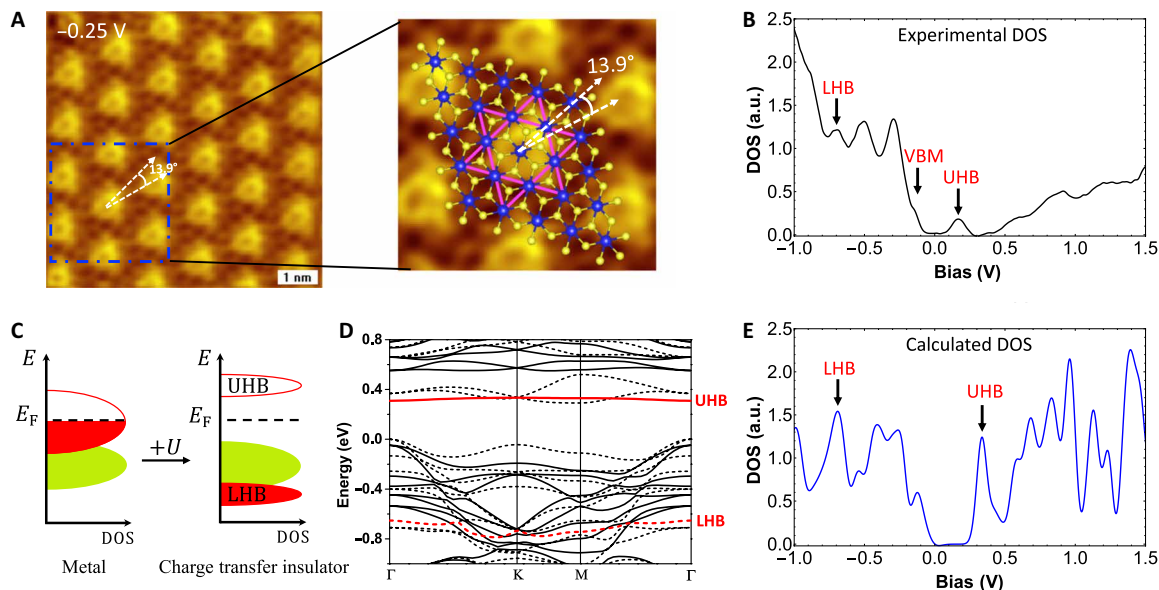 A
−0.25 V
13.9°
1 nm
13.9°
B
Experimental DOS
LHB
VBM
UHB
DOS (a.u.)
2.5
2.0
1.5
1.0
0.5
0.0
−1.0 −0.5 0.0 0.5 1.0 1.5
Bias (V)
C
E
E_F
DOS
Metal
+U
E
UHB
E_F
LHB
DOS
Charge transfer insulator
D
Energy (eV)
0.8
0.4
0.0
−0.4
−0.8
Γ K M Γ
UHB
LHB
E
Calculated DOS
LHB
UHB
DOS (a.u.)
2.5
2.0
1.5
1.0
0.5
0.0
−1.0 −0.5 0.0 0.5 1.0 1.5
Bias (V)